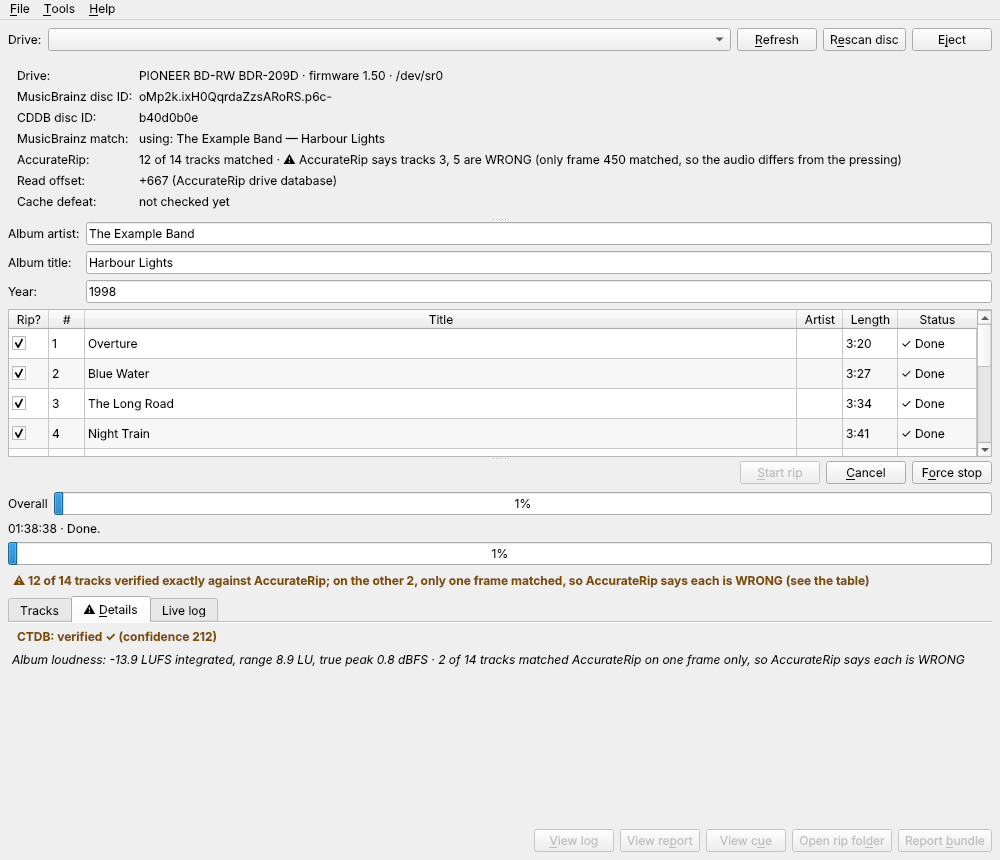 File Tools Help
Drive: Refresh Rescan disc Eject
Drive: PIONEER BD-RW BDR-209D · firmware 1.50 · /dev/sr0
MusicBrainz disc ID: oMp2k.ixH0QqrdaZzsARoRS.p6c-
CDDB disc ID: b40d0b0e
MusicBrainz match: using: The Example Band — Harbour Lights
AccurateRip: 12 of 14 tracks matched · ⚠ AccurateRip says tracks 3, 5 are WRONG (only frame 450 matched, so the audio differs from the pressing)
Read offset: +667 (AccurateRip drive database)
Cache defeat: not checked yet
Album artist: The Example Band
Album title: Harbour Lights
Year: 1998
Rip? # Title Artist Length Status
✓ 1 Overture 3:20 ✓ Done
✓ 2 Blue Water 3:27 ✓ Done
✓ 3 The Long Road 3:34 ✓ Done
✓ 4 Night Train 3:41 ✓ Done
Start rip Cancel Force stop
Overall 1%
01:38:38 · Done.
1%
⚠ 12 of 14 tracks verified exactly against AccurateRip; on the other 2, only one frame matched, so AccurateRip says each is WRONG (see the table)
Tracks ⚠ Details Live log
CTDB: verified ✓ (confidence 212)
Album loudness: -13.9 LUFS integrated, range 8.9 LU, true peak 0.8 dBFS · 2 of 14 tracks matched AccurateRip on one frame only, so AccurateRip says each is WRONG
View log View report View cue Open rip folder Report bundle